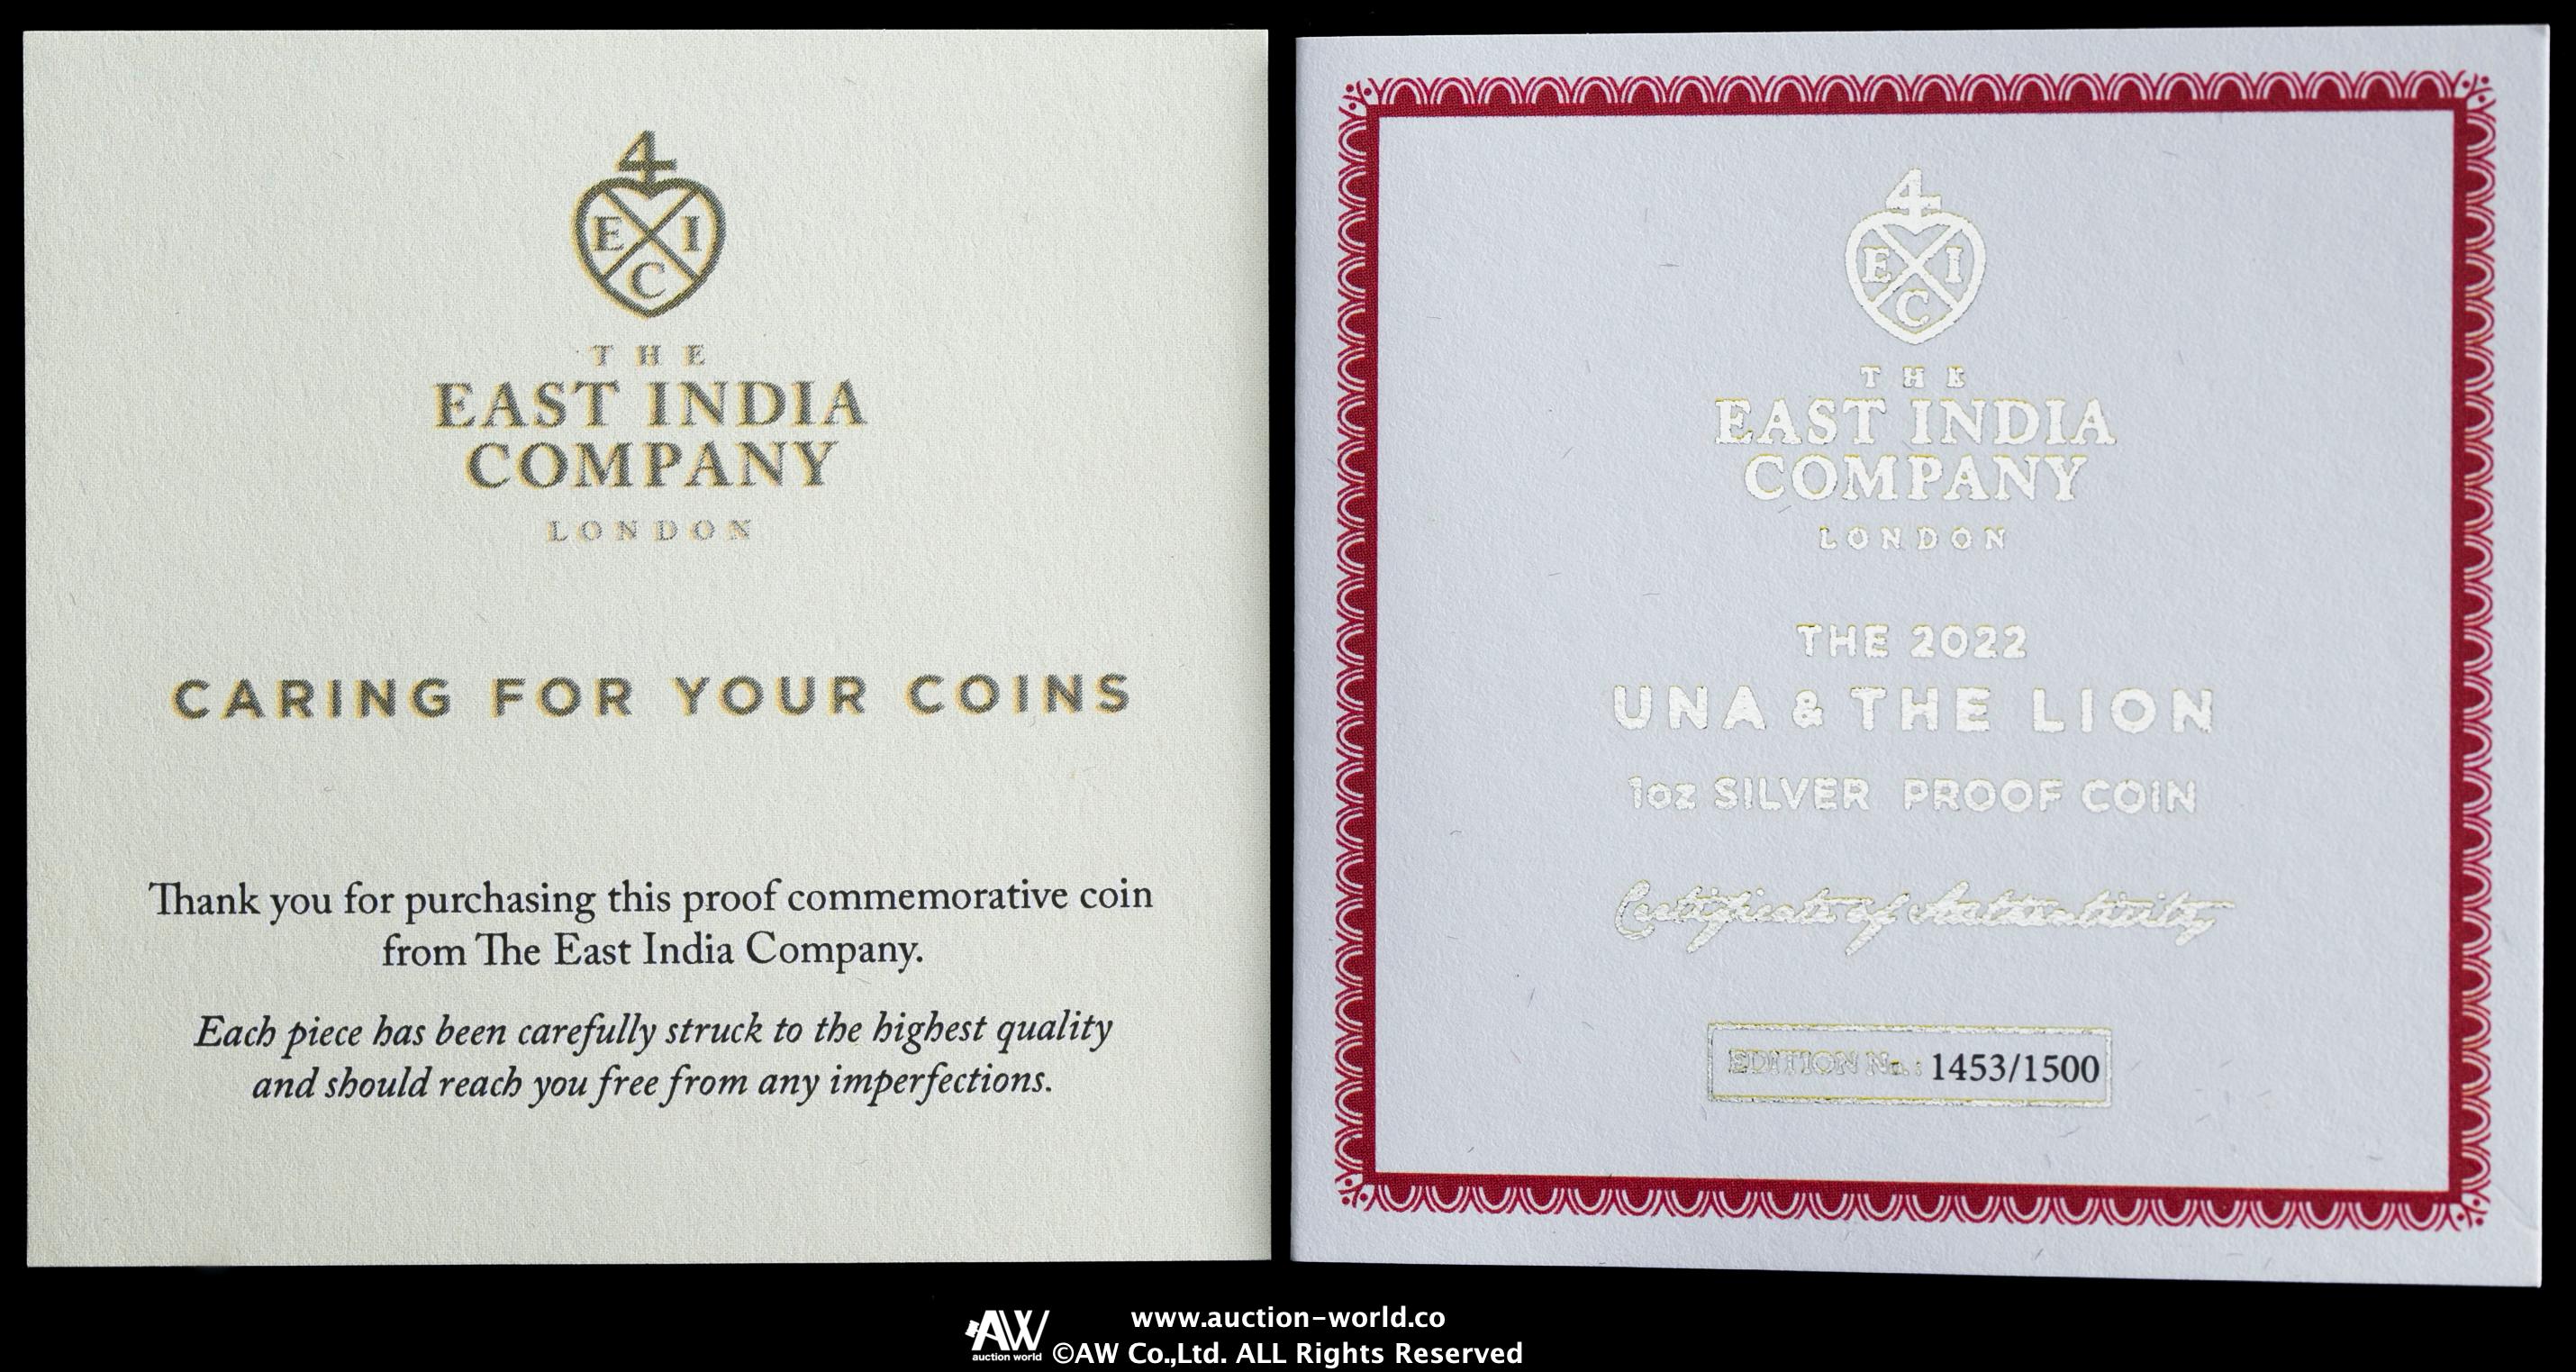 4
E I
C
THE
EAST INDIA
COMPANY
LONDON
CARING FOR YOUR COINS
Thank you for purchasing this proof commemorative coin
from The East India Company.
Each piece has been carefully struck to the highest quality
and should reach you free from any imperfections.
4
E I
C
THE
EAST INDIA
COMPANY
LONDON
THE 2022
UNA & THE LION
1oz SILVER PROOF COIN
Certificate of Authenticity
EDITION No.: 1453/1500
AW
auction world
www.auction-world.co
©AW Co.,Ltd. ALL Rights Reserved